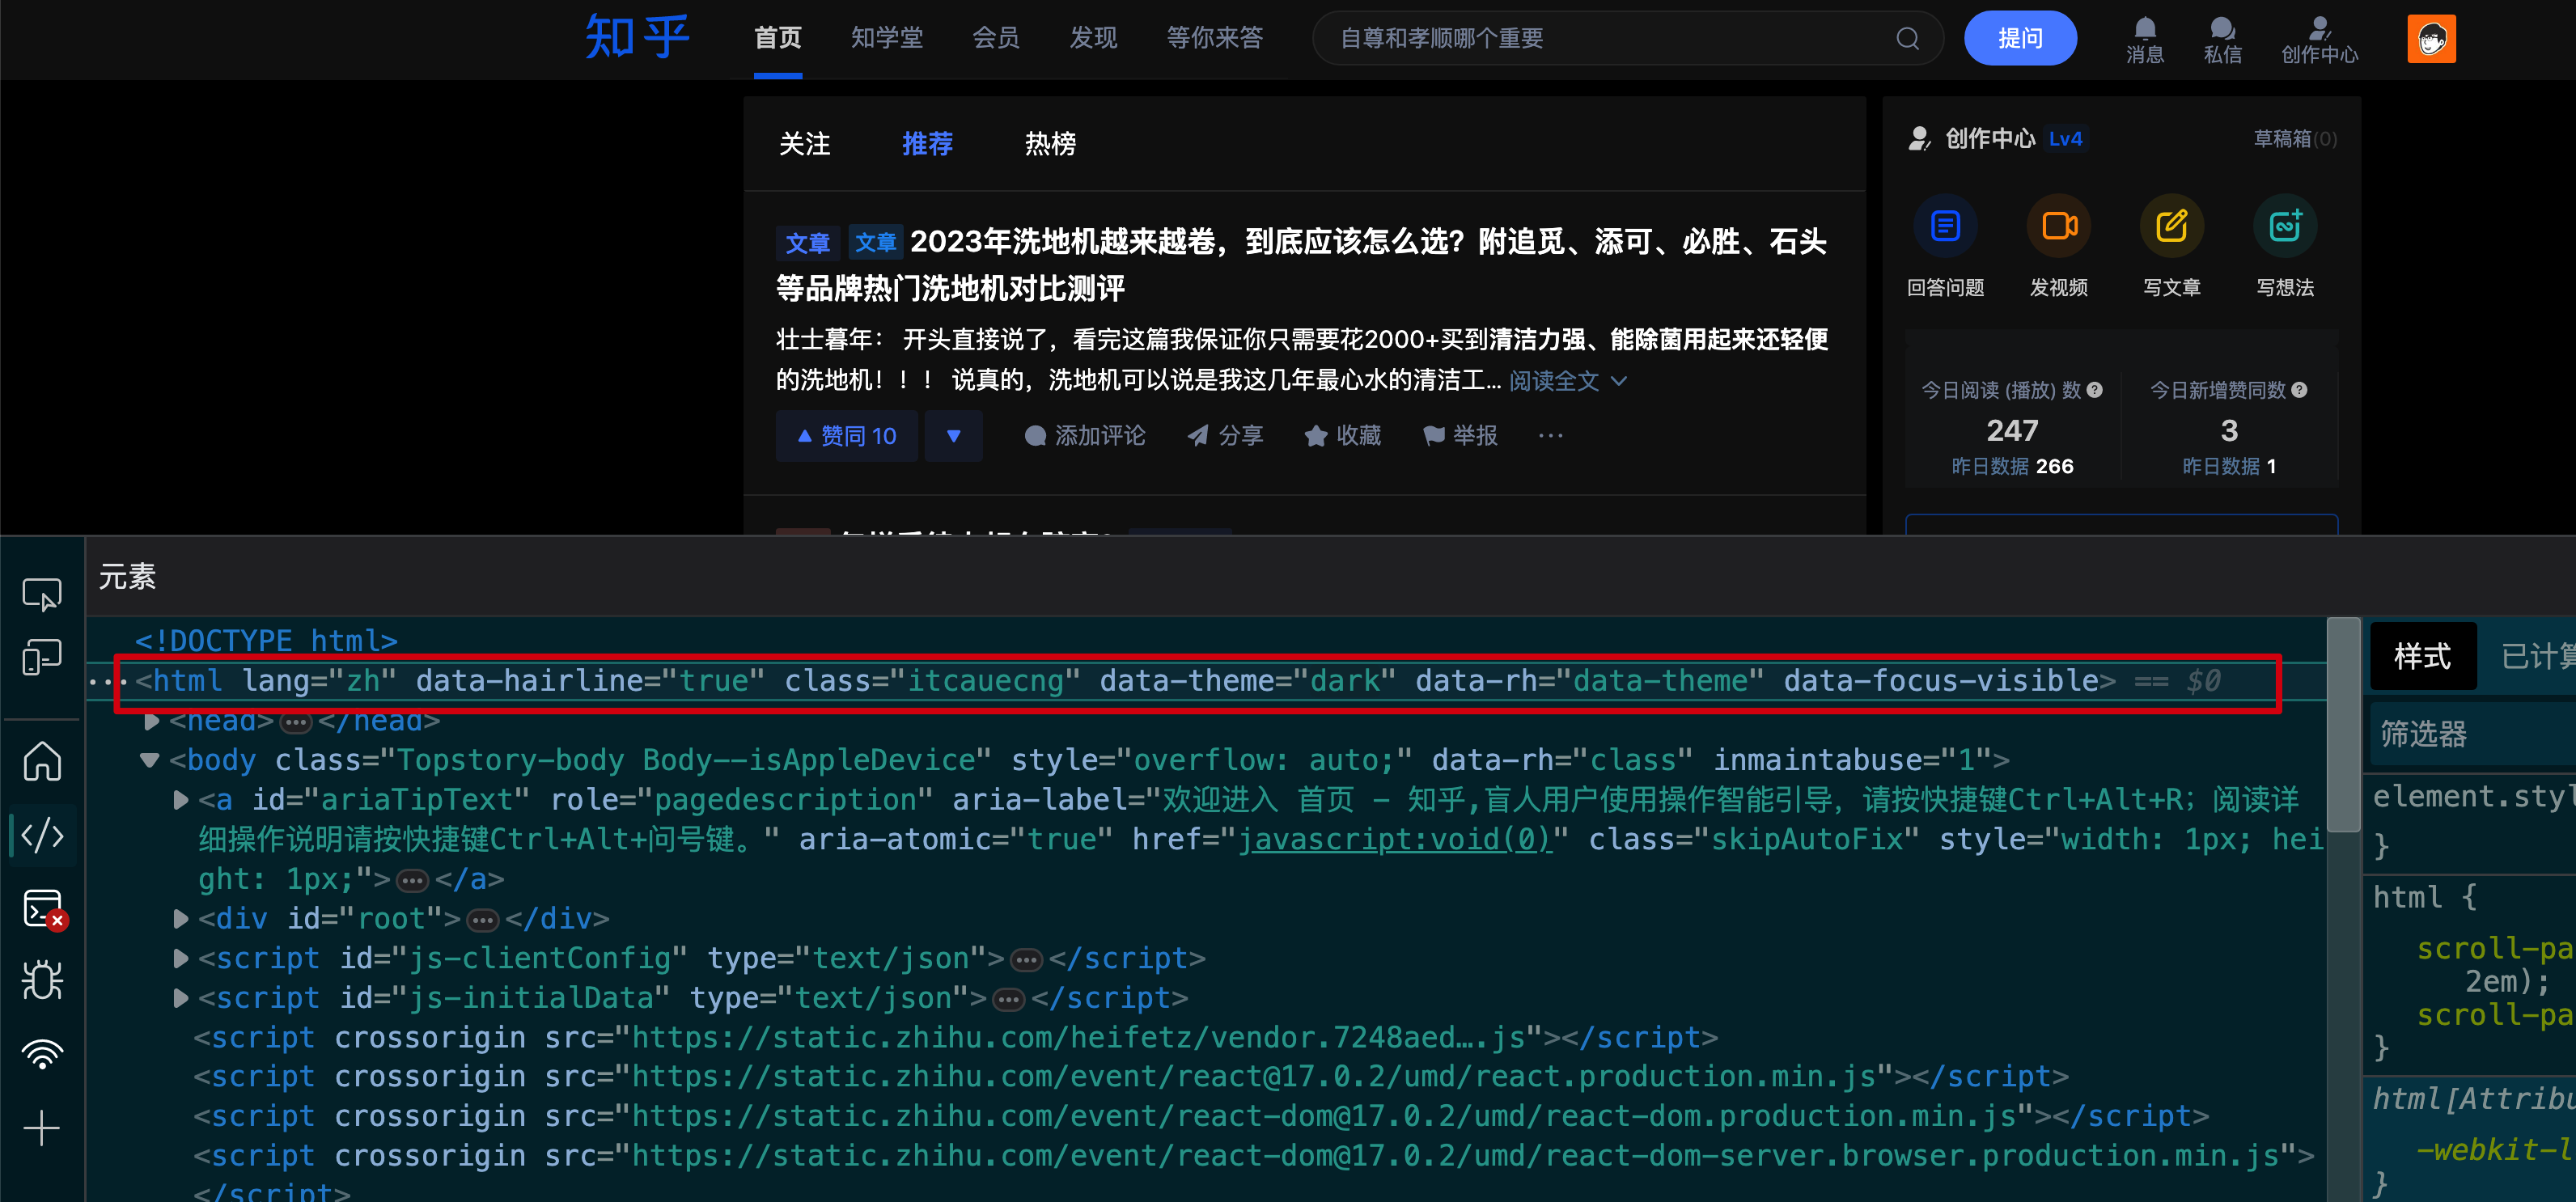 知乎 首页 知学堂 会员 发现 等你来答 自尊和孝顺哪个重要 提问 消息 私信 创作中心
关注 推荐 热榜
文章 文章 2023年洗地机越来越卷，到底应该怎么选？附追觅、添可、必胜、石头
等品牌热门洗地机对比测评
壮士暮年： 开头直接说了，看完这篇我保证你只需要花2000+买到清洁力强、能除菌用起来还轻便
的洗地机！！！ 说真的，洗地机可以说是我这几年最心水的清洁工... 阅读全文
赞同 10 添加评论 分享 收藏 举报 ···
创作中心 Lv4 草稿箱(0)
回答问题 发视频 写文章 写想法
今日阅读 (播放) 数 今日新增赞同数
247 3
昨日数据 266 昨日数据 1
元素
<!DOCTYPE html>
···<html lang="zh" data-hairline="true" class="itcauecng" data-theme="dark" data-rh="data-theme" data-focus-visible> == $0
<head>…</head>
<body class="Topstory-body Body--isAppleDevice" style="overflow: auto;" data-rh="class" inmaintabuse="1">
<a id="ariaTipText" role="pagedescription" aria-label="欢迎进入 首页 - 知乎,盲人用户使用操作智能引导，请按快捷键Ctrl+Alt+R；阅读详
细操作说明请按快捷键Ctrl+Alt+问号键。" aria-atomic="true" href="javascript:void(0)" class="skipAutoFix" style="width: 1px; hei
ght: 1px;">…</a>
<div id="root">…</div>
<script id="js-clientConfig" type="text/json">…</script>
<script id="js-initialData" type="text/json">…</script>
<script crossorigin src="https://static.zhihu.com/heifetz/vendor.7248aed….js"></script>
<script crossorigin src="https://static.zhihu.com/event/react@17.0.2/umd/react.production.min.js"></script>
<script crossorigin src="https://static.zhihu.com/event/react-dom@17.0.2/umd/react-dom.production.min.js"></script>
<script crossorigin src="https://static.zhihu.com/event/react-dom@17.0.2/umd/react-dom-server.browser.production.min.js">
</script>
样式 已计算
筛选器
element.styl
}
html {
scroll-pa
2em);
scroll-pa
}
html[Attribu
-webkit-l
}